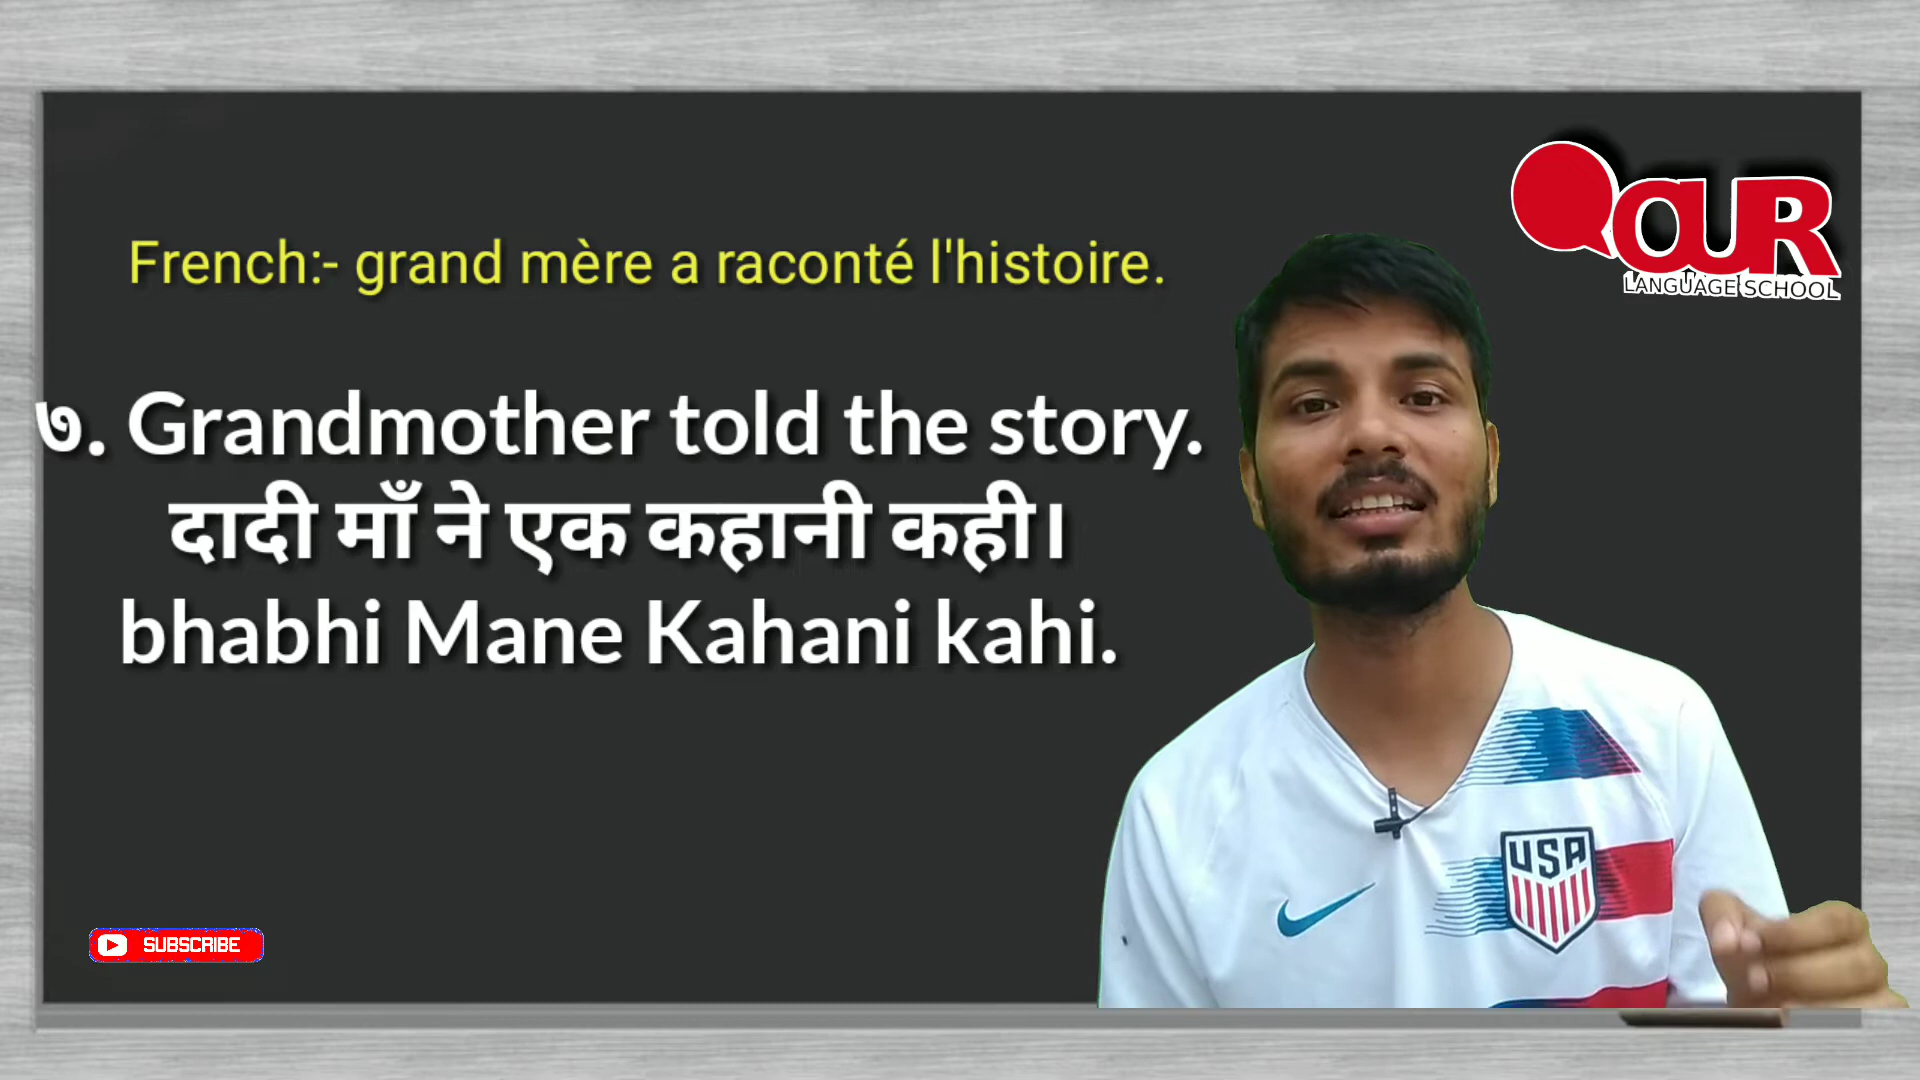 OUR
LANGUAGE SCHOOL
French:- grand mère a raconté l'histoire.
७. Grandmother told the story.
दादी माँ ने एक कहानी कही।
bhabhi Mane Kahani kahi.
USA
SUBSCRIBE